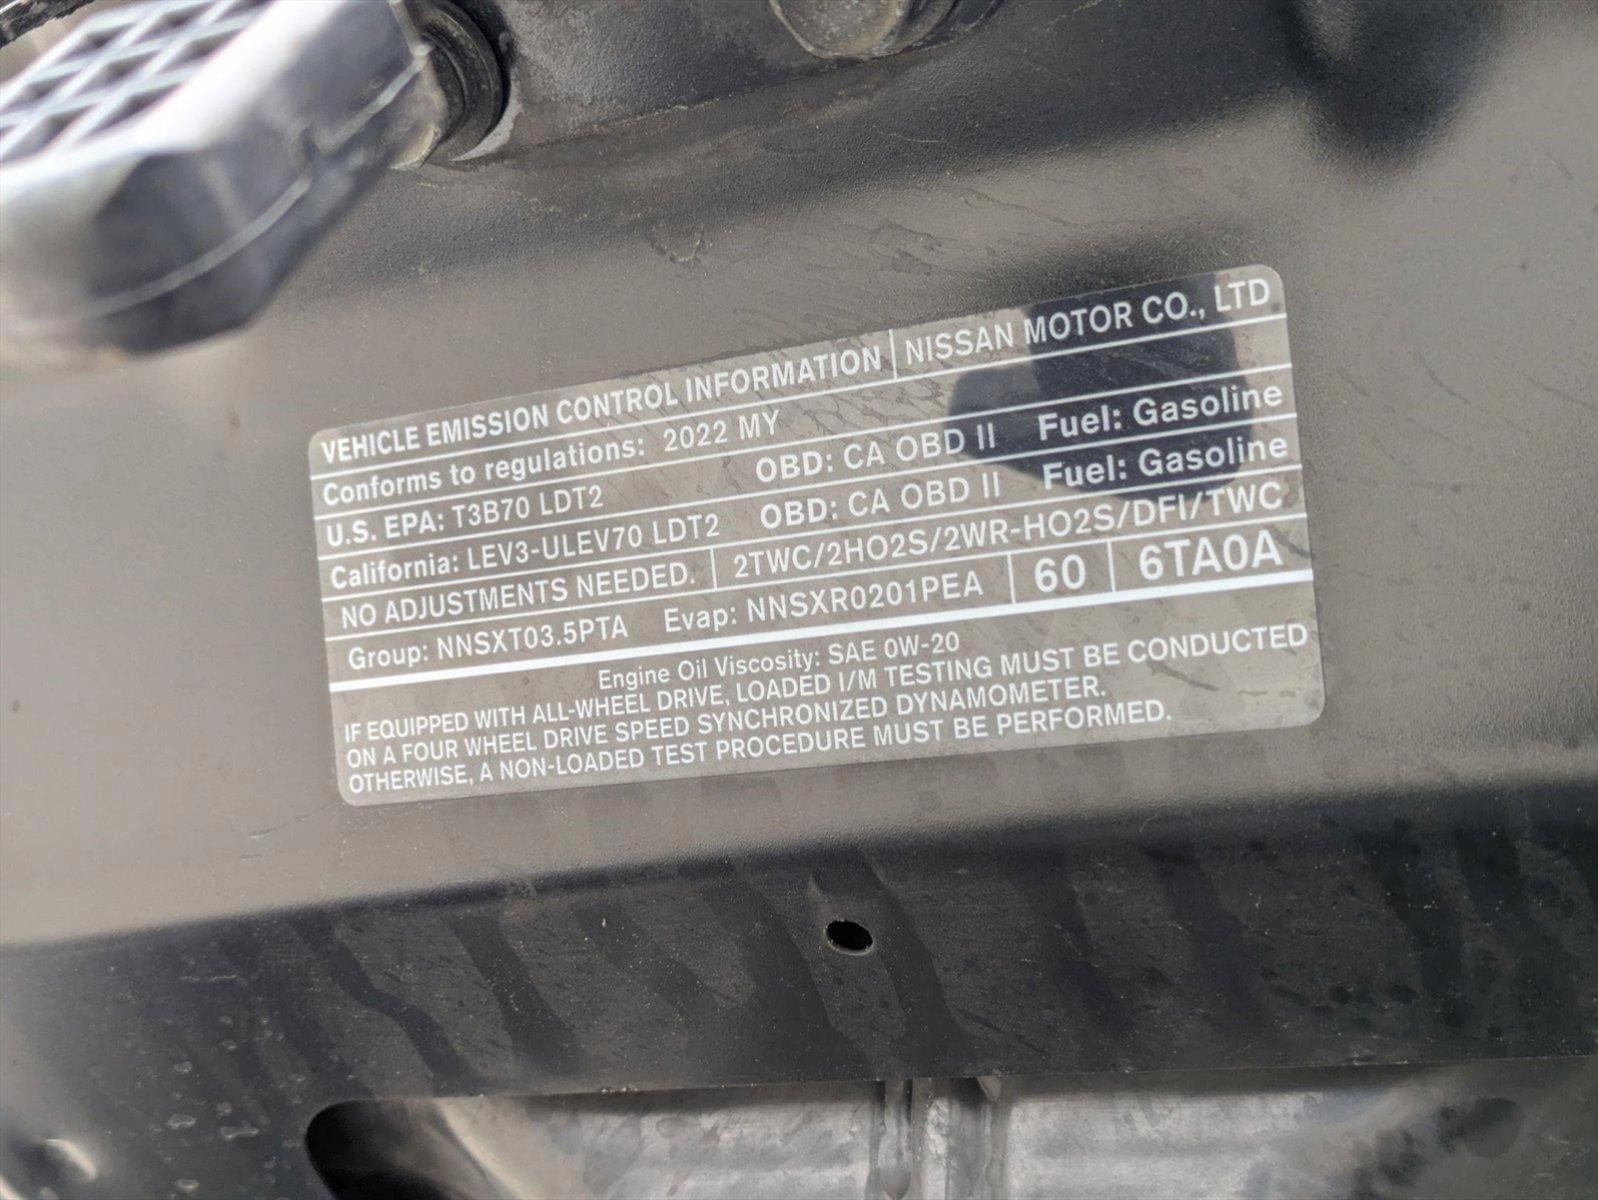 VEHICLE EMISSION CONTROL INFORMATION NISSAN MOTOR CO., LTD
Conforms to regulations: 2022 MY
U.S. EPA: T3B70 LDT2 OBD: CA OBD II Fuel: Gasoline
California: LEV3-ULEV70 LDT2 OBD: CA OBD II Fuel: Gasoline
NO ADJUSTMENTS NEEDED. 2TWC/2HO2S/2WR-HO2S/DFI/TWC
Group: NNSXT03.5PTA Evap: NNSXR0201PEA 60 6TA0A
Engine Oil Viscosity: SAE 0W-20
IF EQUIPPED WITH ALL-WHEEL DRIVE, LOADED I/M TESTING MUST BE CONDUCTED
ON A FOUR WHEEL DRIVE SPEED SYNCHRONIZED DYNAMOMETER.
OTHERWISE, A NON-LOADED TEST PROCEDURE MUST BE PERFORMED.